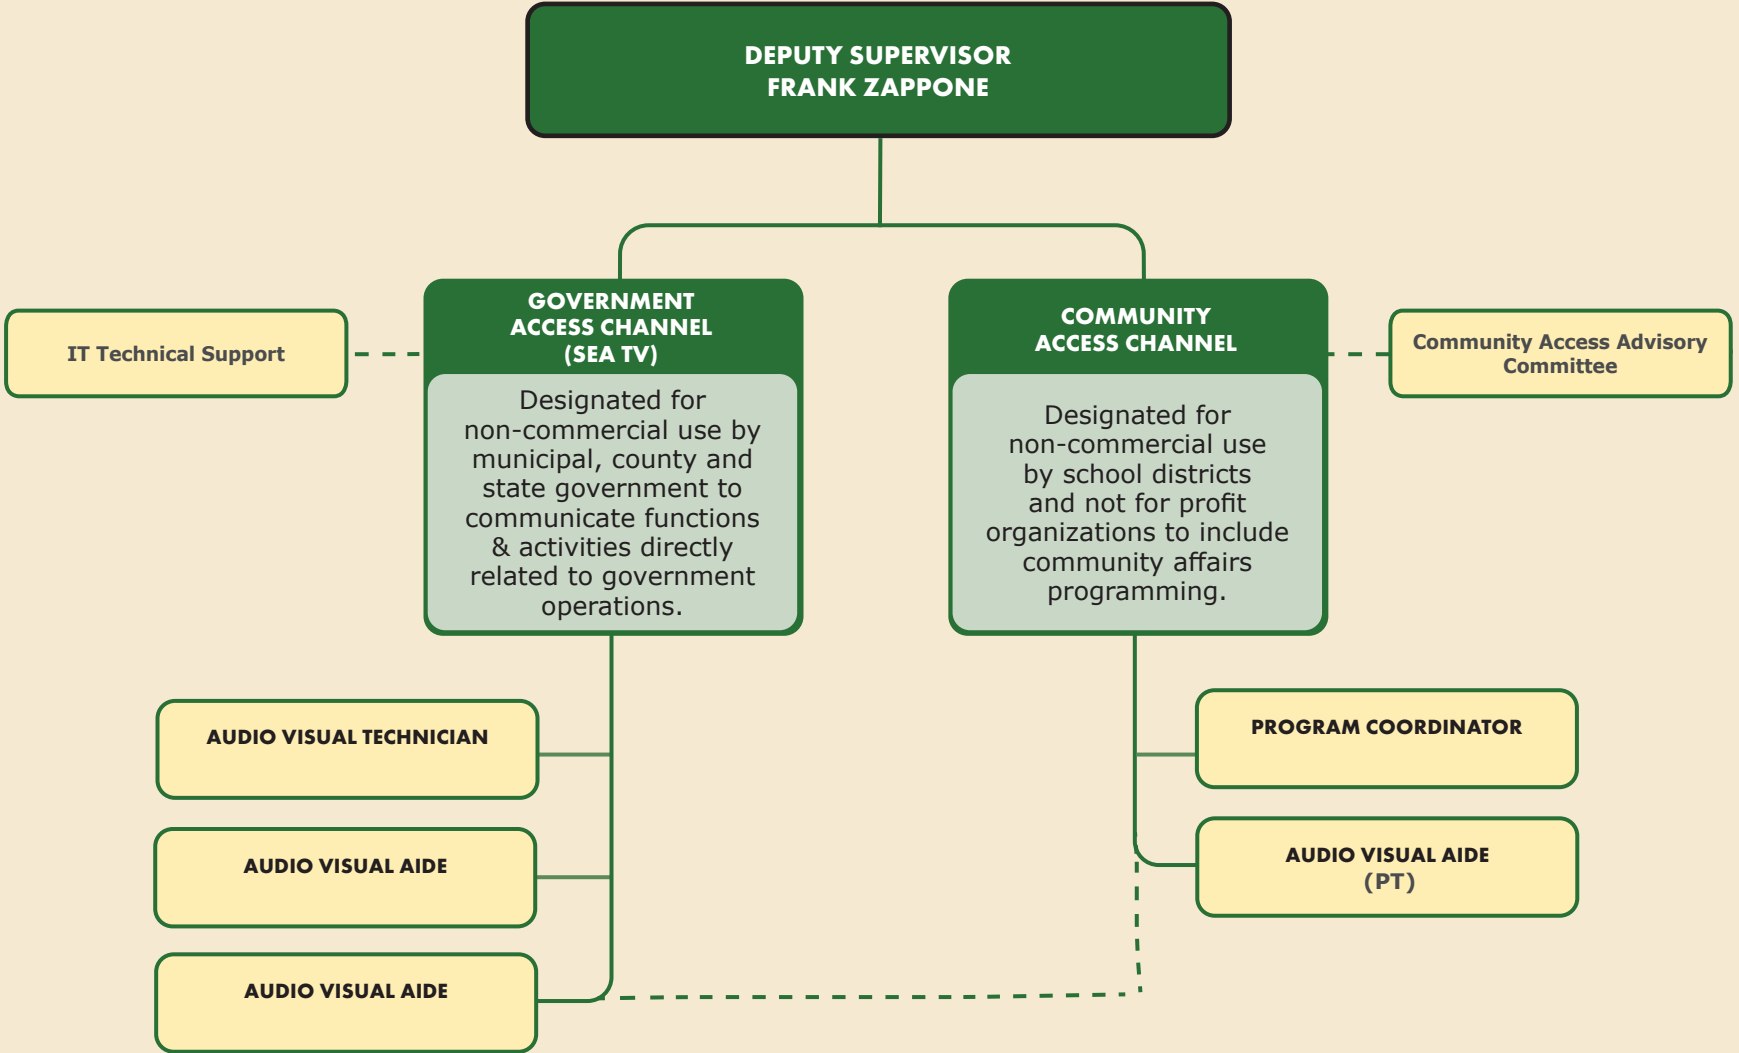 DEPUTY SUPERVISOR
FRANK ZAPPONE
GOVERNMENT
ACCESS CHANNEL
(SEA TV)
Designated for
non-commercial use by
municipal, county and
state government to
communicate functions
& activities directly
related to government
operations.
COMMUNITY
ACCESS CHANNEL
Designated for
non-commercial use
by school districts
and not for profit
organizations to include
community affairs
programming.
IT Technical Support
Community Access Advisory
Committee
AUDIO VISUAL TECHNICIAN
AUDIO VISUAL AIDE
AUDIO VISUAL AIDE
PROGRAM COORDINATOR
AUDIO VISUAL AIDE
(PT)